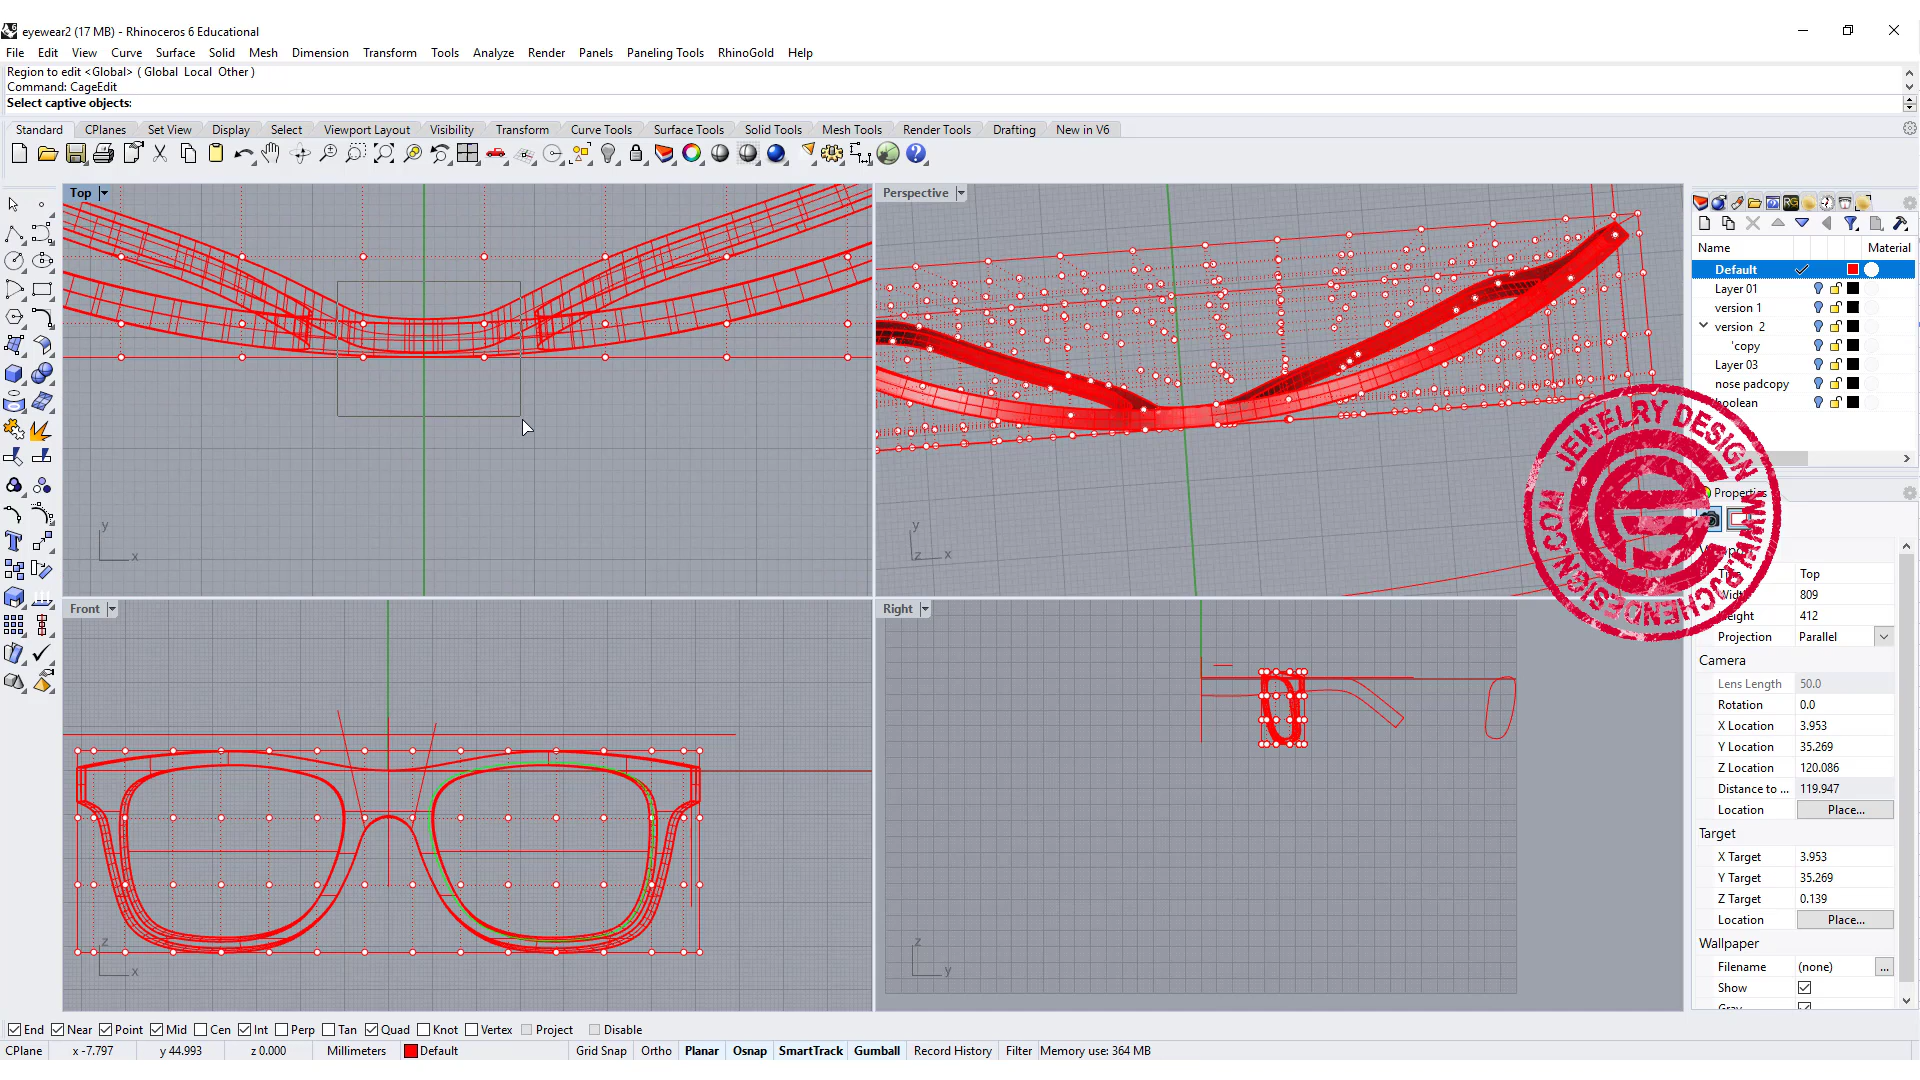 eyewear2 (17 MB) - Rhinoceros 6 Educational
File Edit View Curve Surface Solid Mesh Dimension Transform Tools Analyze Render Panels Paneling Tools RhinoGold Help
Region to edit <Global> ( Global Local Other )
Command: CageEdit
Select captive objects:
Standard CPlanes Set View Display Select Viewport Layout Visibility Transform Curve Tools Surface Tools Solid Tools Mesh Tools Render Tools Drafting New in V6
Top
Perspective
Name Material
Default
Layer 01
version 1
version 2
'copy
Layer 03
nose padcopy
JEWELRY DESIGN
WWW.PJCHENDESIGN.COM
Properties
Top
809
Height 412
Projection Parallel
Camera
Lens Length 50.0
Rotation 0.0
X Location 3.953
Y Location 35.269
Z Location 120.086
Distance to ... 119.947
Location Place...
Target
X Target 3.953
Y Target 35.269
Z Target 0.139
Location Place...
Wallpaper
Filename (none) ...
Show
y
x
y
z x
Front
Right
z
x
z
y
End Near Point Mid Cen Int Perp Tan Quad Knot Vertex Project Disable
CPlane x -7.797 y 44.993 z 0.000 Millimeters Default Grid Snap Ortho Planar Osnap SmartTrack Gumball Record History Filter Memory use: 364 MB